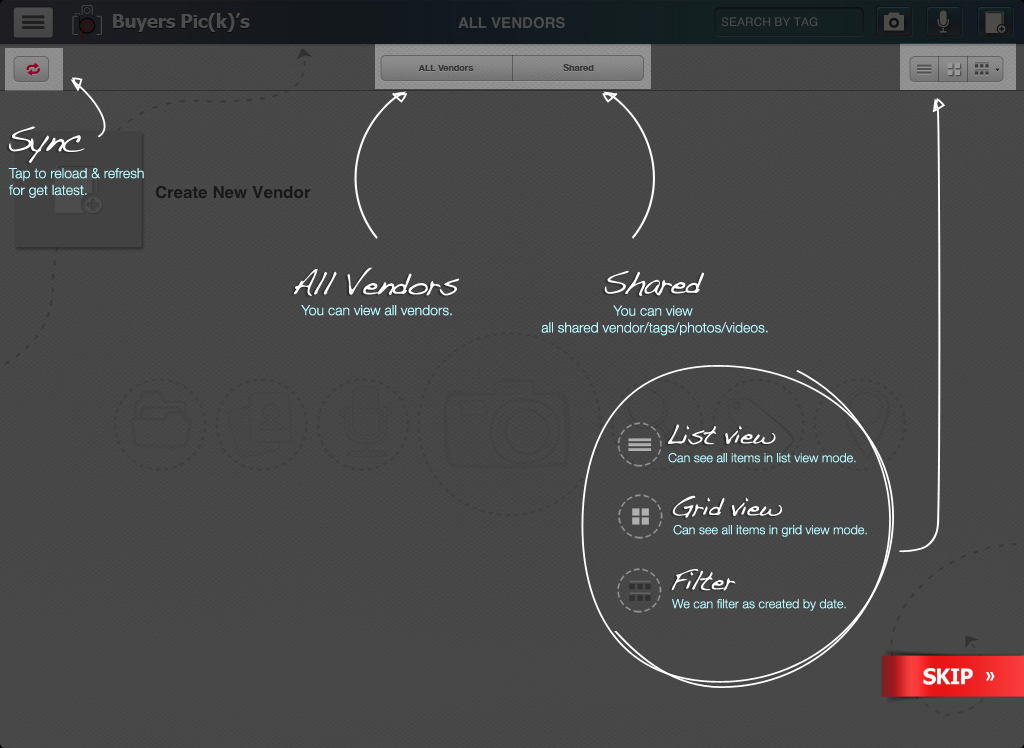 Buyers Pic(k)'s
ALL VENDORS
SEARCH BY TAG
ALL Vendors
Shared
Sync
Tap to reload & refresh
for get latest.
Create New Vendor
All Vendors
You can view all vendors.
Shared
You can view
all shared vendor/tags/photos/videos.
List view
Can see all items in list view mode.
Grid view
Can see all items in grid view mode.
Filter
We can filter as created by date.
SKIP »